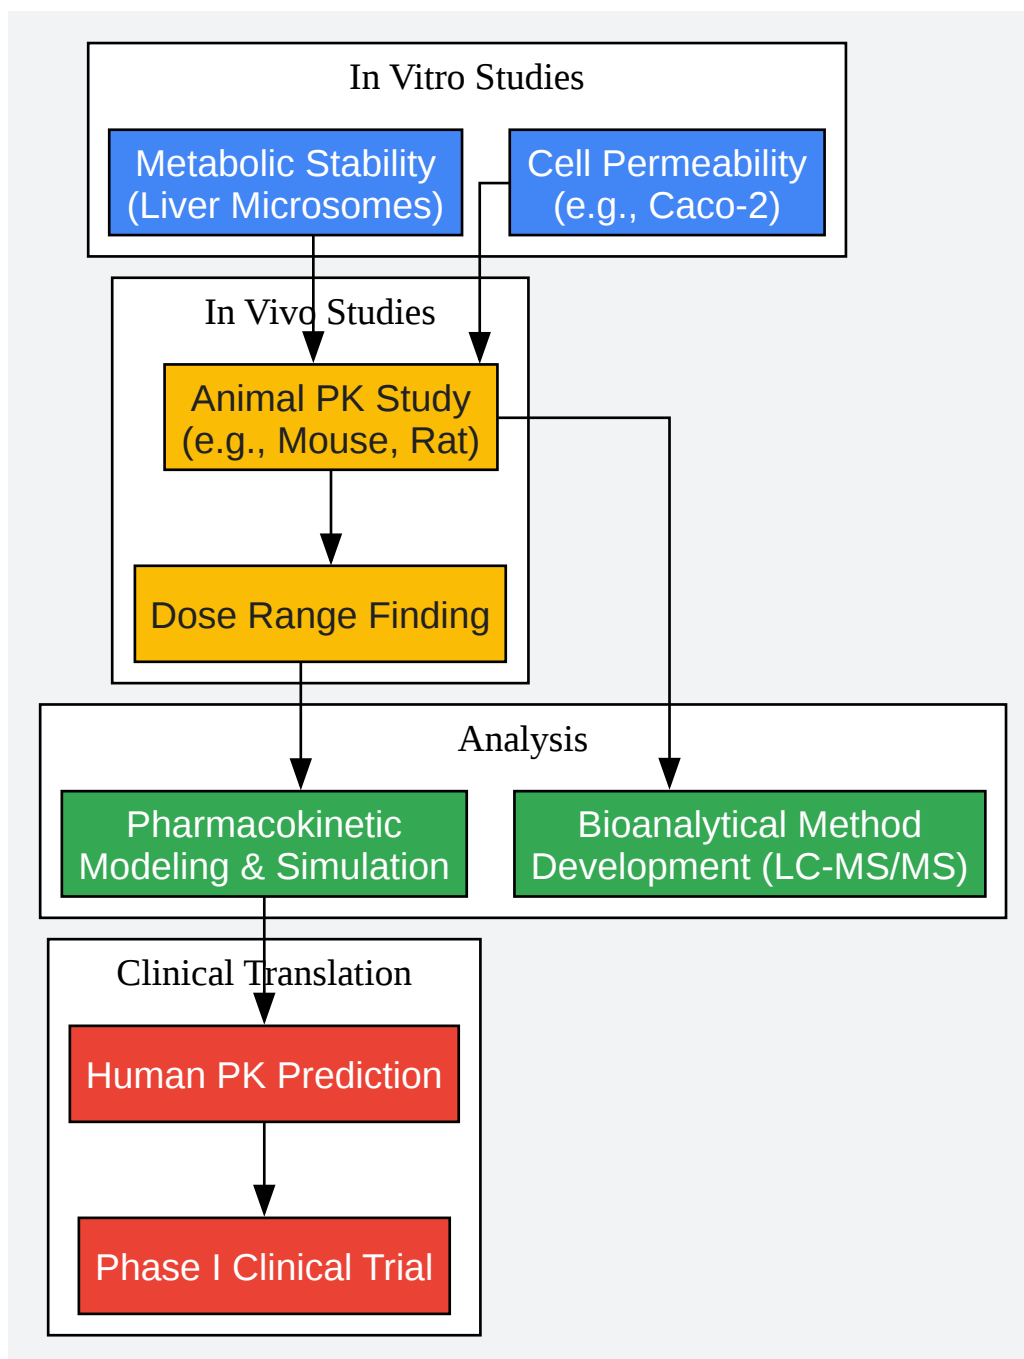 In Vitro Studies
Metabolic Stability
(Liver Microsomes)
Cell Permeability
(e.g., Caco-2)
In Vivo Studies
Animal PK Study
(e.g., Mouse, Rat)
Dose Range Finding
Analysis
Pharmacokinetic
Modeling & Simulation
Bioanalytical Method
Development (LC-MS/MS)
Clinical Translation
Human PK Prediction
Phase I Clinical Trial